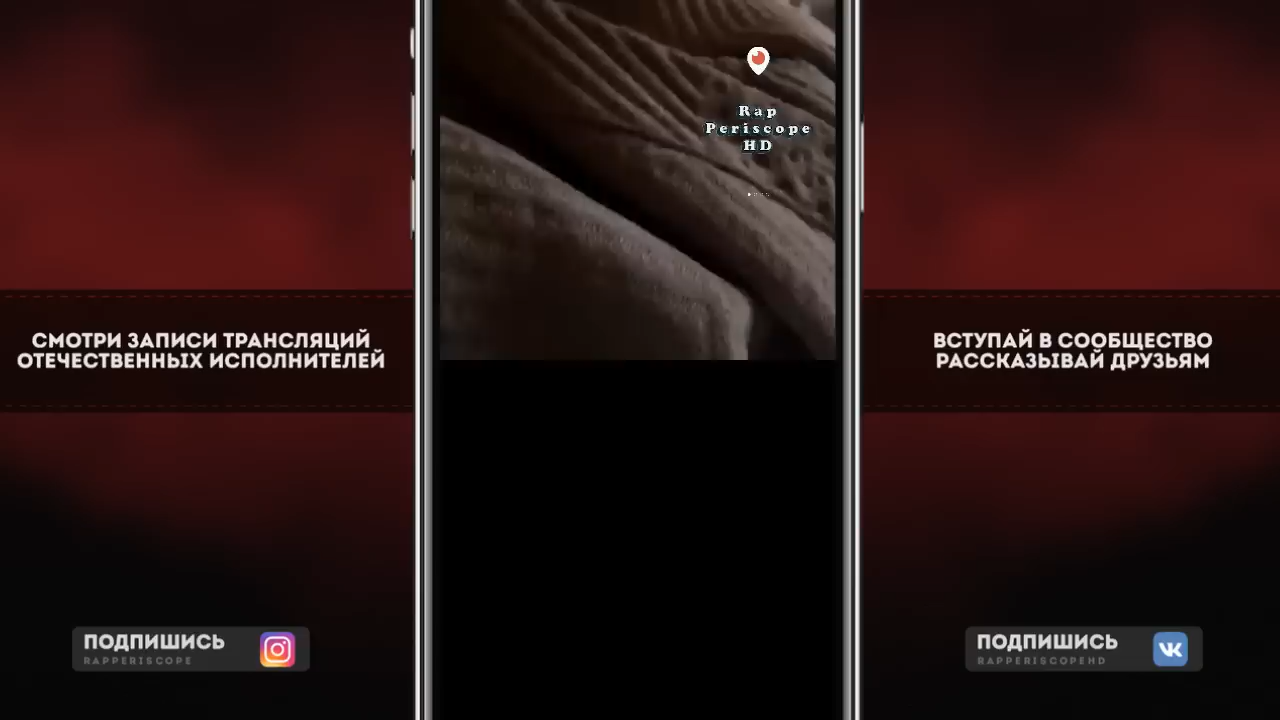 Rap
Periscope
HD
СМОТРИ ЗАПИСИ ТРАНСЛЯЦИЙ
ОТЕЧЕСТВЕННЫХ ИСПОЛНИТЕЛЕЙ
ВСТУПАЙ В СООБЩЕСТВО
РАССКАЗЫВАЙ ДРУЗЬЯМ
ПОДПИШИСЬ
RAPPERISCOPE
ПОДПИШИСЬ
RAPPERISCOPEHD